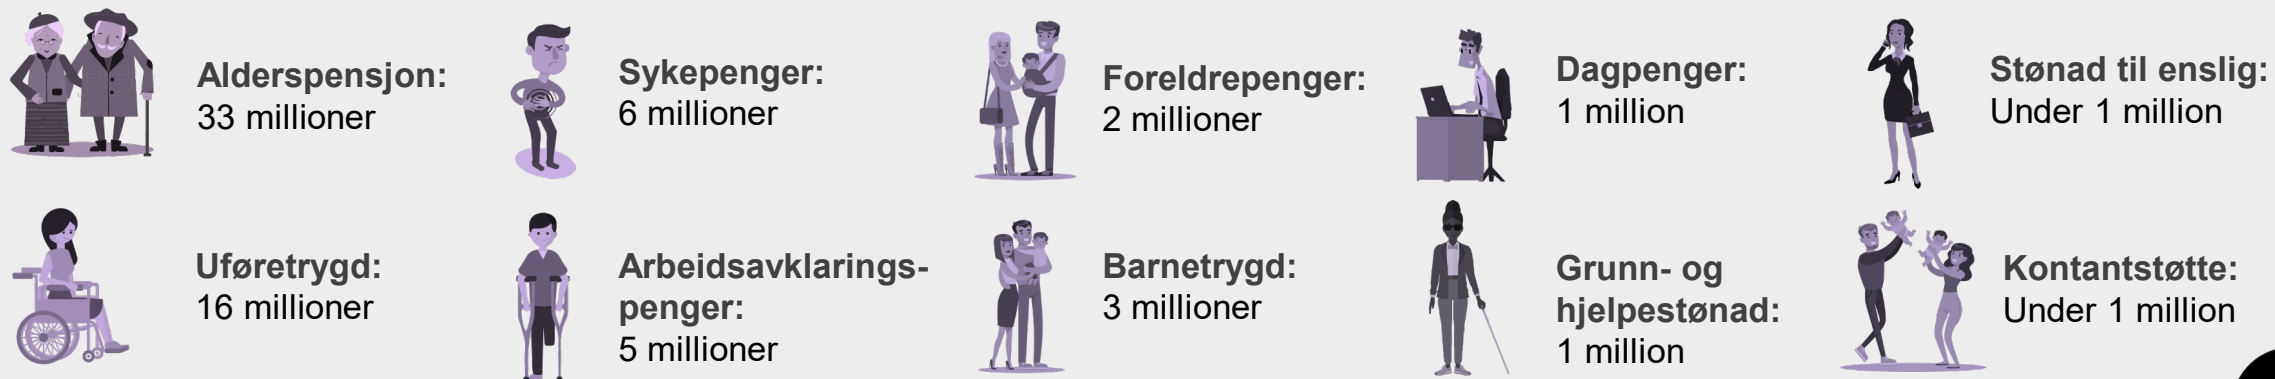 Alderspensjon:
33 millioner
Sykepenger:
6 millioner
Foreldrepenger:
2 millioner
Dagpenger:
1 million
Stønad til enslig:
Under 1 million
Uføretrygd:
16 millioner
Arbeidsavklarings-
penger:
5 millioner
Barnetrygd:
3 millioner
Grunn- og
hjelpestønad:
1 million
Kontantstøtte:
Under 1 million